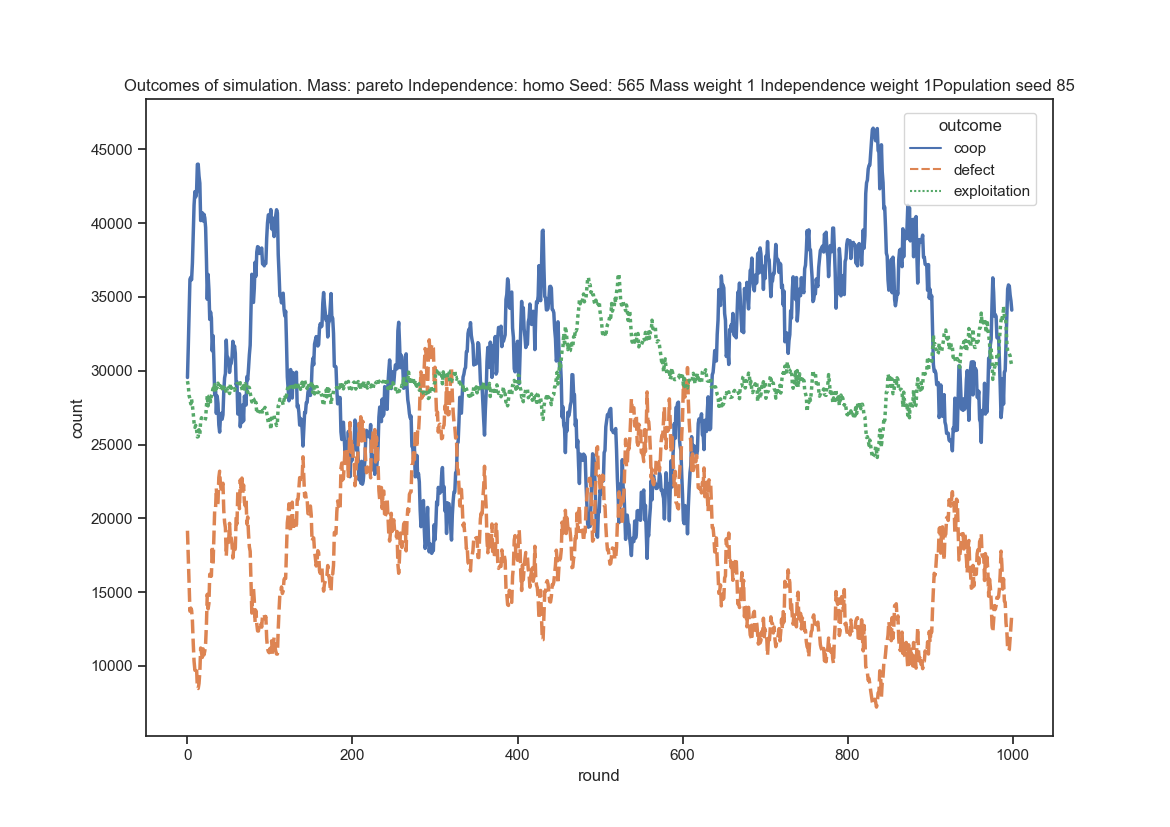 Outcomes of simulation. Mass: pareto Independence: homo Seed: 565 Mass weight 1 Independence weight 1Population seed 85
outcome
coop
defect
exploitation
45000
40000
35000
30000
25000
20000
15000
10000
count
0 200 400 600 800 1000
round